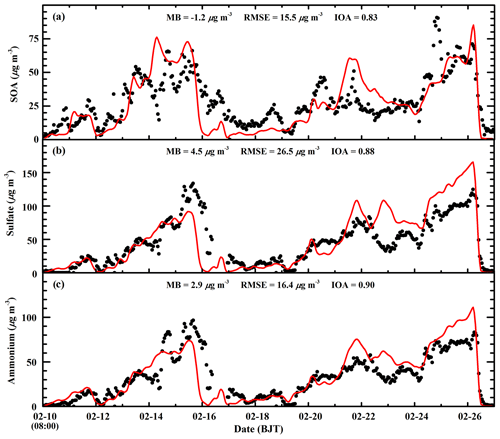 (a) MB = -1.2 µg m⁻³ RMSE = 15.5 µg m⁻³ IOA = 0.83
75
50
25
0
SOA (µg m⁻³)
(b) MB = 4.5 µg m⁻³ RMSE = 26.5 µg m⁻³ IOA = 0.88
150
100
50
0
Sulfate (µg m⁻³)
(c) MB = 2.9 µg m⁻³ RMSE = 16.4 µg m⁻³ IOA = 0.90
100
50
0
Ammonium (µg m⁻³)
02-10 02-12 02-14 02-16 02-18 02-20 02-22 02-24 02-26
(08:00)
Date (BJT)